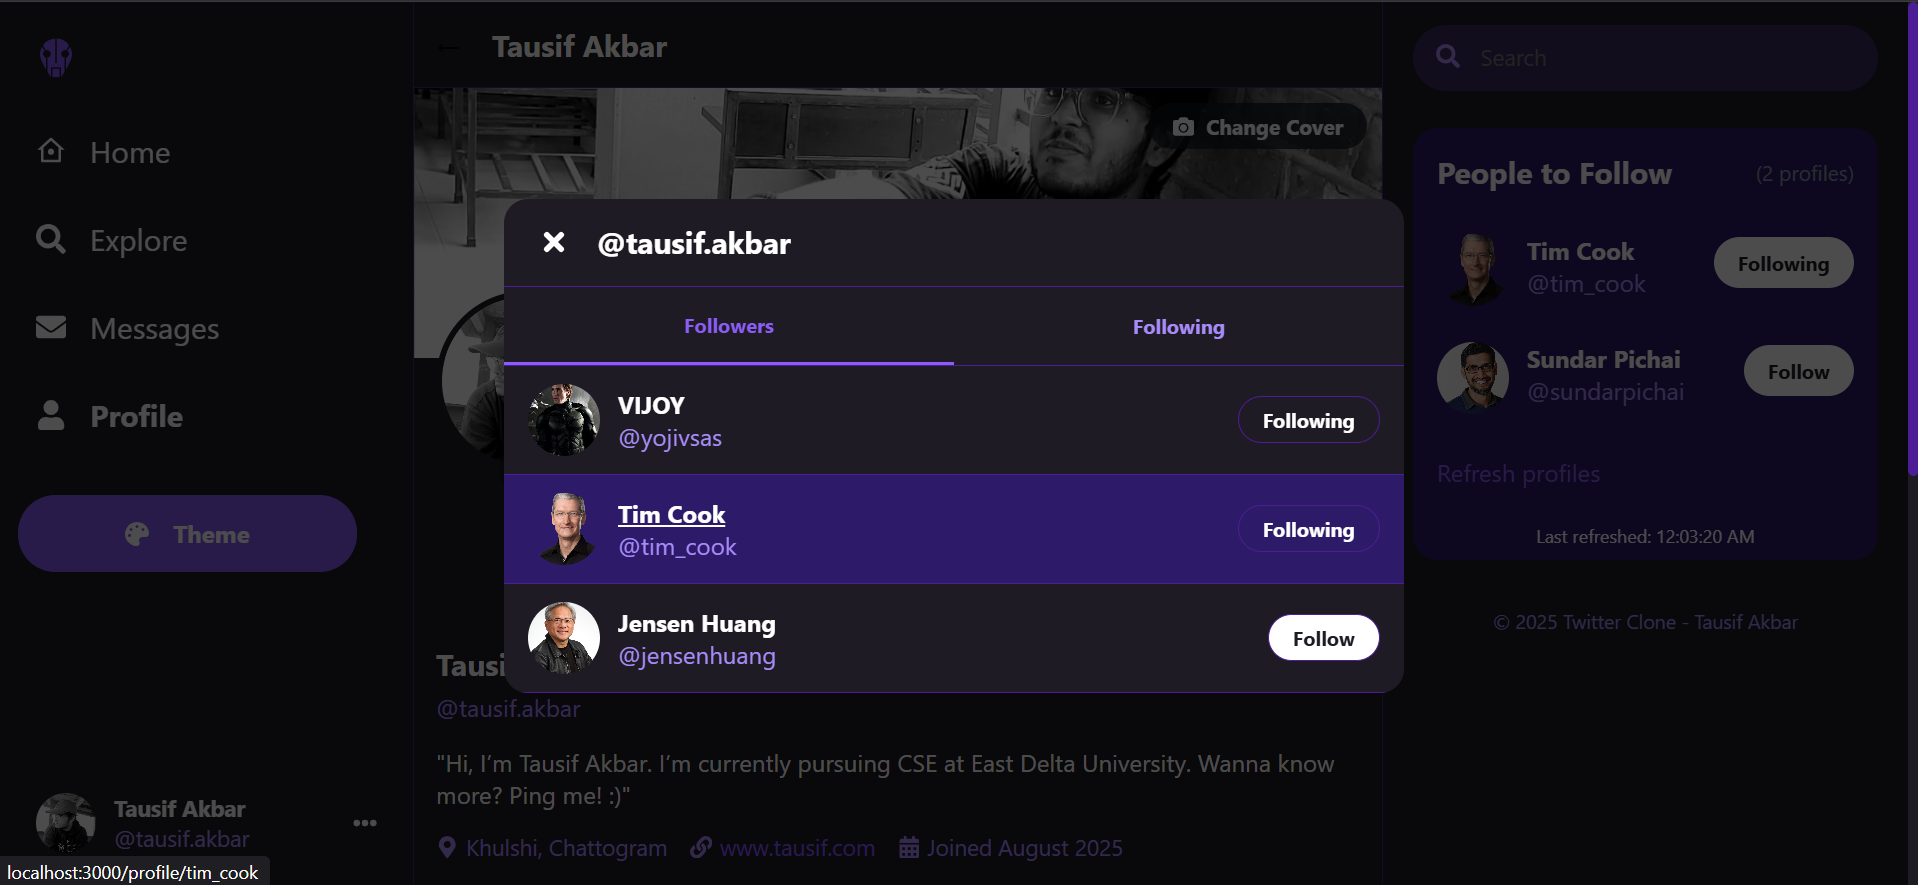 Home
Explore
Messages
Profile
Theme
Tausif Akbar
@tausif.akbar
•••
localhost:3000/profile/tim_cook
← Tausif Akbar
Change Cover
@tausif.akbar
Followers
Following
VIJOY
@yojivsas
Following
Tim Cook
@tim_cook
Following
Jensen Huang
@jensenhuang
Follow
Tausi
@tausif.akbar
"Hi, I’m Tausif Akbar. I’m currently pursuing CSE at East Delta University. Wanna know
more? Ping me! :)"
Khulshi, Chattogram www.tausif.com Joined August 2025
Search
People to Follow (2 profiles)
Tim Cook
@tim_cook
Following
Sundar Pichai
@sundarpichai
Follow
Refresh profiles
Last refreshed: 12:03:20 AM
© 2025 Twitter Clone - Tausif Akbar